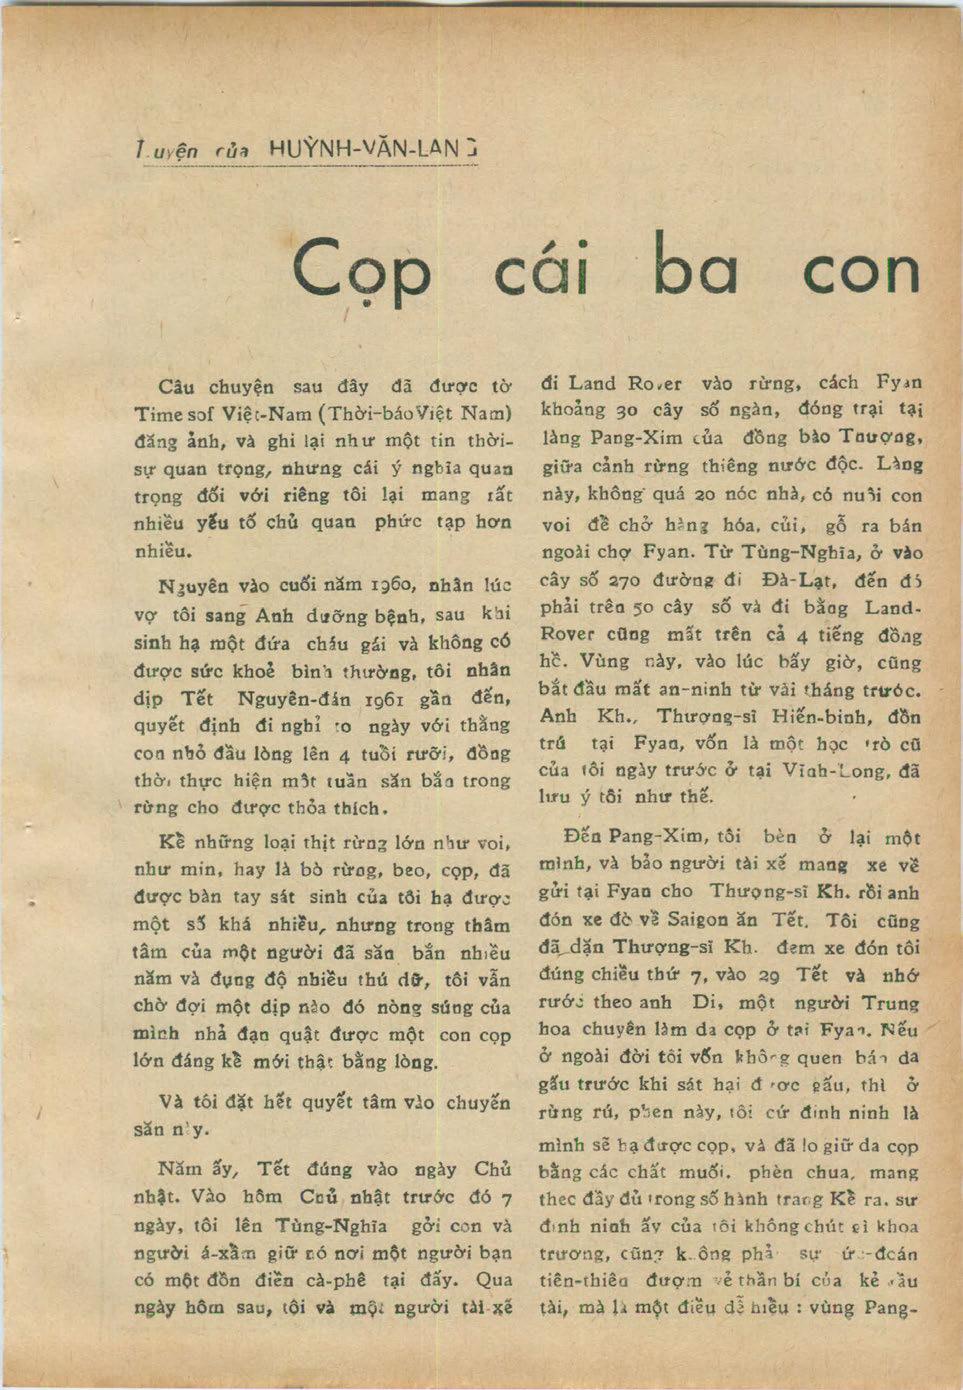 Truyện của HUỲNH-VĂN-LANG
Cọp cái ba con
Câu chuyện sau đây đã được tờ
Times of Việt-Nam (Thời-báo Việt Nam)
đăng ảnh, và ghi lại như một tin thời-
sự quan trọng, nhưng cái ý nghĩa quan
trọng đối với riêng tôi lại mang rất
nhiều yếu tố chủ quan phức tạp hơn
nhiều.
Nguyên vào cuối năm 1960, nhân lúc
vợ tôi sang Anh dưỡng bệnh, sau khi
sinh hạ một đứa cháu gái và không có
được sức khoẻ bình thường, tôi nhân
dịp Tết Nguyên-đán 1961 gần đến,
quyết định đi nghỉ 10 ngày với thằng
con nhỏ đầu lòng lên 4 tuổi rưỡi, đồng
thời thực hiện một tuần săn bắn trong
rừng cho được thỏa thích.
Kể những loại thịt rừng lớn như voi,
như min, hay là bò rừng, beo, cọp, đã
được bàn tay sát sinh của tôi hạ được
một số khá nhiều, nhưng trong thâm
tâm của một người đã săn bắn nhiều
năm và đụng độ nhiều thú dữ, tôi vẫn
chờ đợi một dịp nào đó nòng súng của
mình nhả đạn quật được một con cọp
lớn đáng kể mới thật bằng lòng.
Và tôi đặt hết quyết tâm vào chuyến
săn này.
Năm ấy, Tết đúng vào ngày Chủ
nhật. Vào hôm Chủ nhật trước đó 7
ngày, tôi lên Tùng-Nghĩa gởi con và
người á-xẩm giữ nó nơi một người bạn
có một đồn điền cà-phê tại đấy. Qua
ngày hôm sau, tôi và một người tài-xế
đi Land Rover vào rừng, cách Fyan
khoảng 30 cây số ngàn, đóng trại tại
làng Pang-Xim của đồng bào Thượng,
giữa cảnh rừng thiêng nước độc. Làng
này, không quá 20 nóc nhà, có nuôi con
voi để chở hàng hóa, củi, gỗ ra bán
ngoài chợ Fyan. Từ Tùng-Nghĩa, ở vào
cây số 270 đường đi Đà-Lạt, đến đó
phải trên 50 cây số và đi bằng Land-
Rover cũng mất trên cả 4 tiếng đồng
hồ. Vùng này, vào lúc bấy giờ, cũng
bắt đầu mất an-ninh từ vài tháng trước.
Anh Kh., Thượng-sĩ Hiến-binh, đồn
trú tại Fyan, vốn là một học trò cũ
của tôi ngày trước ở tại Vĩnh-Long, đã
lưu ý tôi như thế.
Đến Pang-Xim, tôi bèn ở lại một
mình, và bảo người tài xế mang xe về
gửi tại Fyan cho Thượng-sĩ Kh. rồi anh
đón xe đò về Saigon ăn Tết. Tôi cũng
đã dặn Thượng-sĩ Kh. đem xe đón tôi
đúng chiều thứ 7, vào 29 Tết và nhớ
rước theo anh Di, một người Trung
hoa chuyên làm da cọp ở tại Fyan. Nếu
ở ngoài đời tôi vốn không quen bán da
gấu trước khi sát hại được gấu, thì ở
rừng rú, phen này, tôi cứ đinh ninh là
mình sẽ hạ được cọp, và đã lo giữ da cọp
bằng các chất muối, phèn chua, mang
theo đầy đủ trong số hành trang Kể ra, sự
đinh ninh ấy của tôi không chút gì khoa
trương, cũng không phải sự ức-đoán
tiên-thiên đượm vẻ thần bí của kẻ
tài, mà là một điều dễ hiểu : vùng Pang-